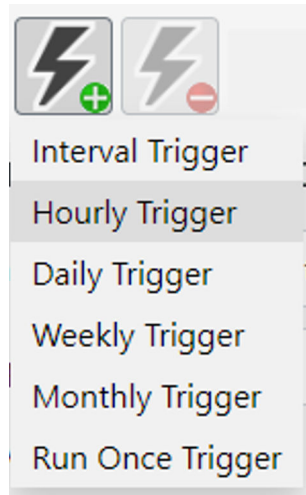 Interval Trigger
Hourly Trigger
Daily Trigger
Weekly Trigger
Monthly Trigger
Run Once Trigger